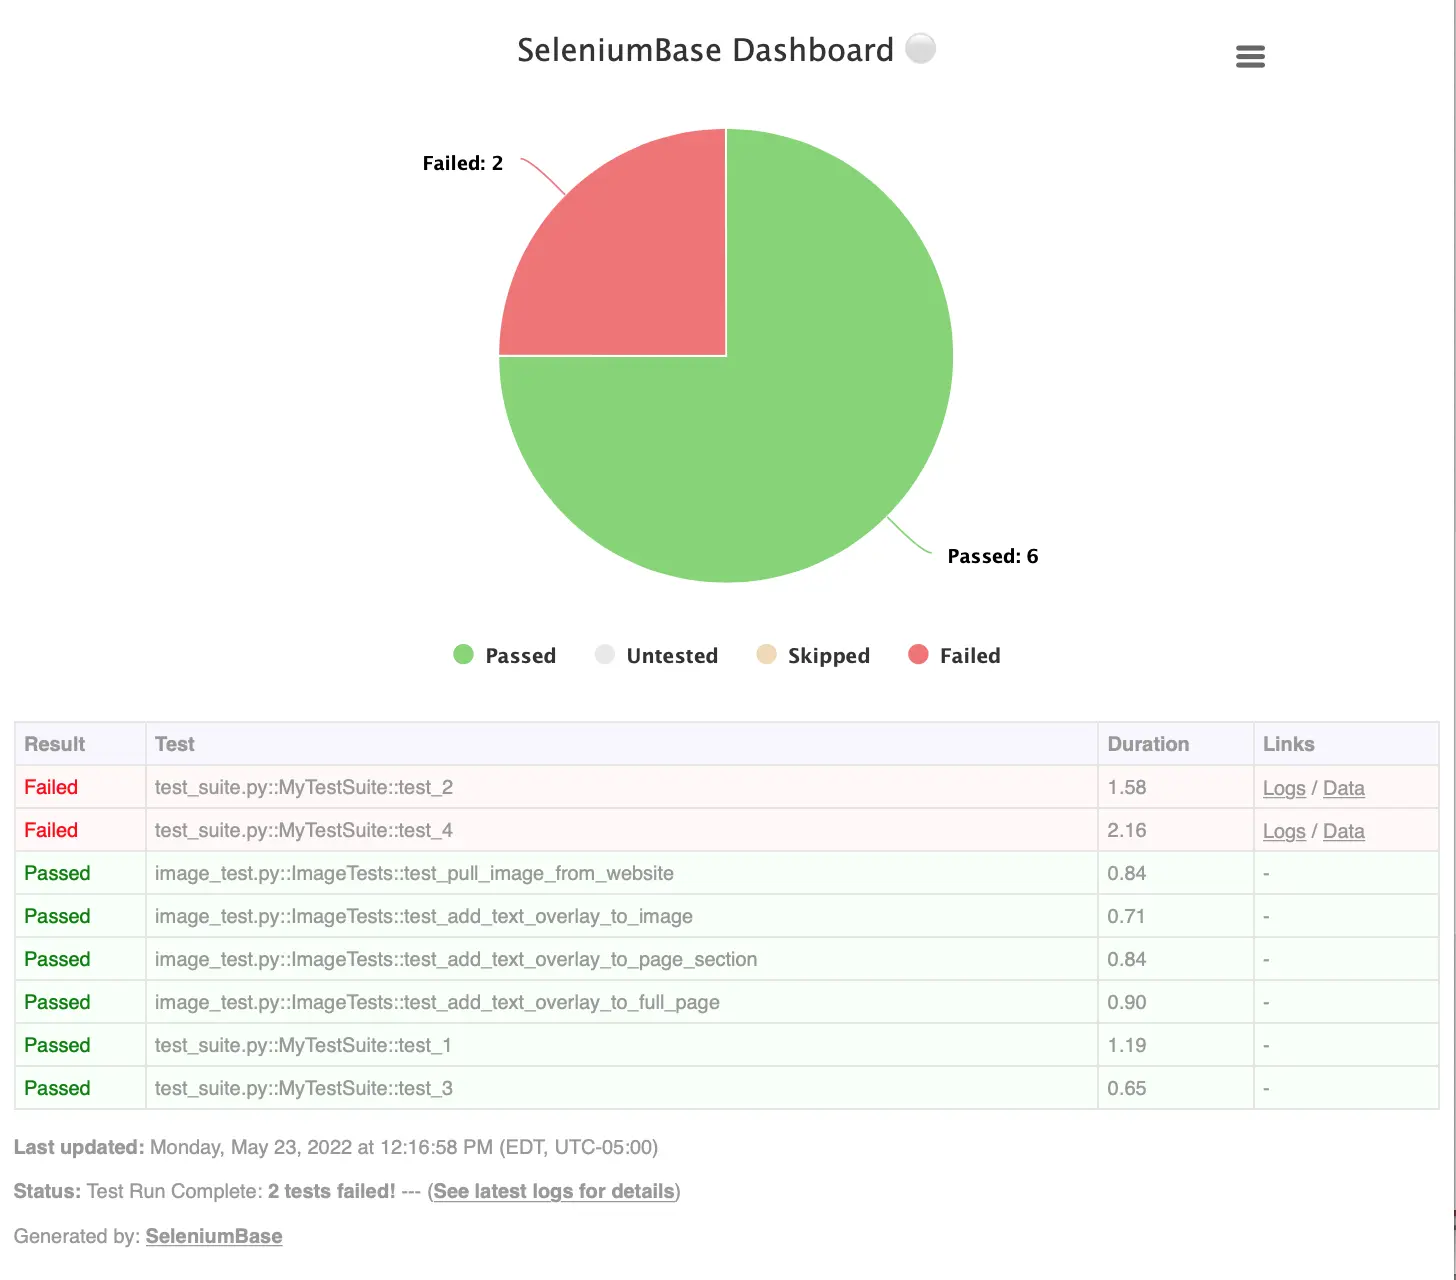 SeleniumBase Dashboard
Failed: 2
Passed: 6
Passed Untested Skipped Failed
Result Test Duration Links
Failed test_suite.py::MyTestSuite::test_2 1.58 Logs / Data
Failed test_suite.py::MyTestSuite::test_4 2.16 Logs / Data
Passed image_test.py::ImageTests::test_pull_image_from_website 0.84 -
Passed image_test.py::ImageTests::test_add_text_overlay_to_image 0.71 -
Passed image_test.py::ImageTests::test_add_text_overlay_to_page_section 0.84 -
Passed image_test.py::ImageTests::test_add_text_overlay_to_full_page 0.90 -
Passed test_suite.py::MyTestSuite::test_1 1.19 -
Passed test_suite.py::MyTestSuite::test_3 0.65 -
Last updated: Monday, May 23, 2022 at 12:16:58 PM (EDT, UTC-05:00)
Status: Test Run Complete: 2 tests failed! --- (See latest logs for details)
Generated by: SeleniumBase